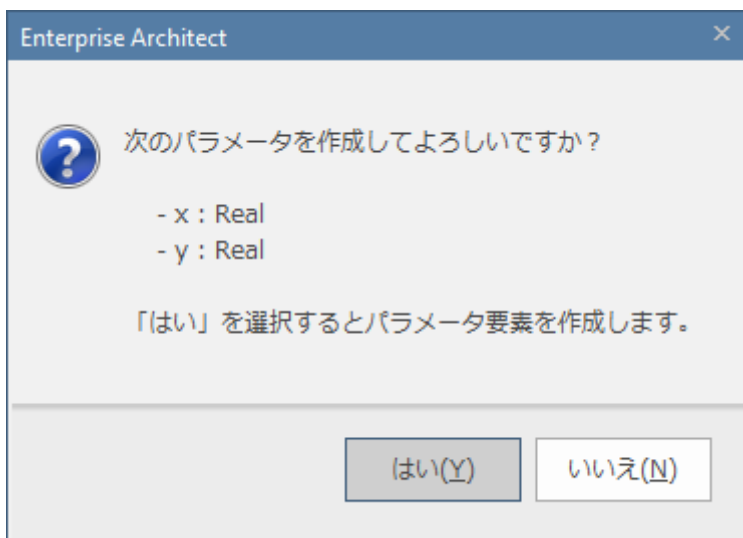 Enterprise Architect
次のパラメータを作成してよろしいですか？
- x : Real
- y : Real
「はい」を選択するとパラメータ要素を作成します。
はい(Y)
いいえ(N)